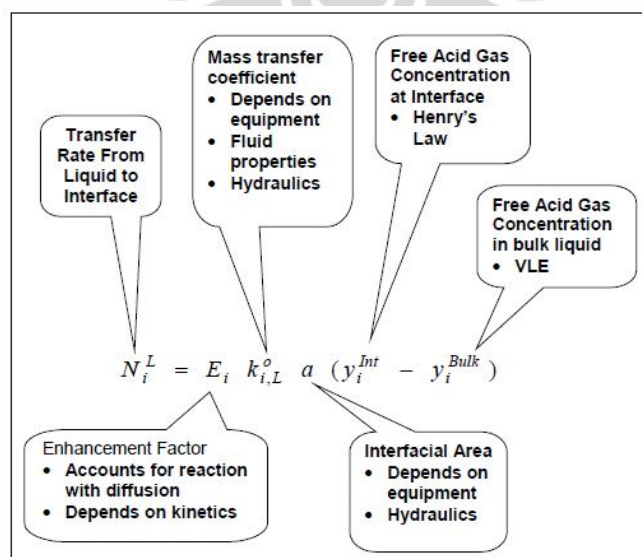 Mass transfer
coefficient
• Depends on
equipment
• Fluid
properties
• Hydraulics
Free Acid Gas
Concentration
at Interface
• Henry's
Law
Transfer
Rate From
Liquid to
Interface
Free Acid Gas
Concentration
in bulk liquid
• VLE
N_i^L = E_i k_{i,L}^o a (y_i^{Int} − y_i^{Bulk})
Enhancement Factor
• Accounts for reaction
with diffusion
• Depends on kinetics
Interfacial Area
• Depends on
equipment
• Hydraulics